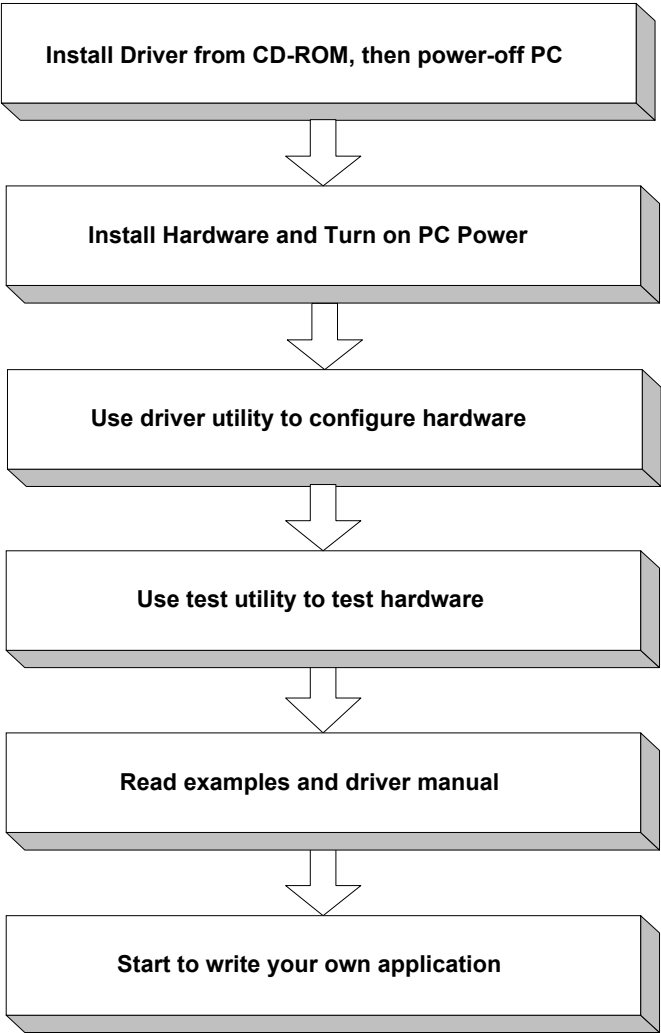 Install Driver from CD-ROM, then power-off PC
Install Hardware and Turn on PC Power
Use driver utility to configure hardware
Use test utility to test hardware
Read examples and driver manual
Start to write your own application